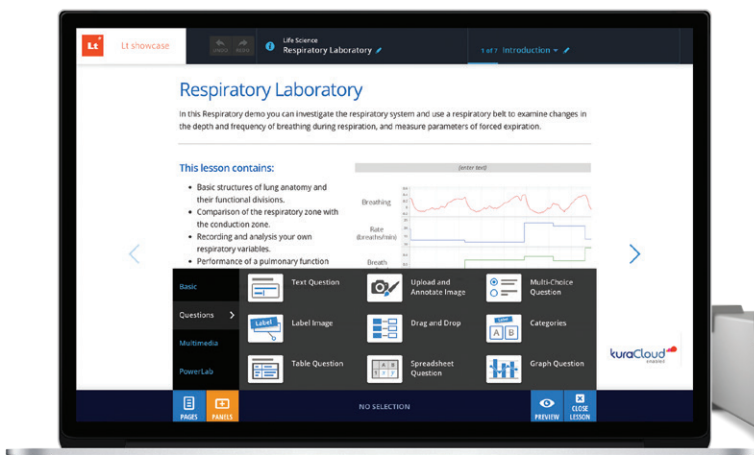 Lt
Lt showcase
UNDO
REDO
Life Science
Respiratory Laboratory
1 of 7 Introduction
Respiratory Laboratory
In this Respiratory demo you can investigate the respiratory system and use a respiratory belt to examine changes in
the depth and frequency of breathing during respiration, and measure parameters of forced expiration.
This lesson contains:
• Basic structures of lung anatomy and
their functional divisions.
• Comparison of the respiratory zone with
the conduction zone.
• Recording and analysis your own
respiratory variables.
• Performance of a pulmonary function
[enter text]
Breathing
Rate
(breaths/min)
Breath
Basic
Questions
Multimedia
PowerLab
Text Question
Upload and
Annotate Image
Multi-Choice
Question
Label
Label Image
Drag and Drop
A B
Categories
Table Question
A B
1 ? ?
Spreadsheet
Question
Graph Question
kuraCloud
enabled
PAGES
PANELS
NO SELECTION
PREVIEW
CLOSE
LESSON